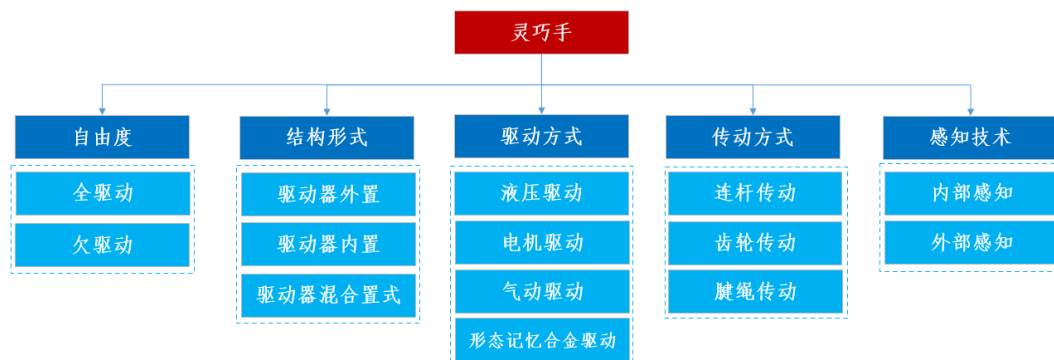 灵巧手
自由度
全驱动
欠驱动
结构形式
驱动器外置
驱动器内置
驱动器混合置式
驱动方式
液压驱动
电机驱动
气动驱动
形态记忆合金驱动
传动方式
连杆传动
齿轮传动
腱绳传动
感知技术
内部感知
外部感知